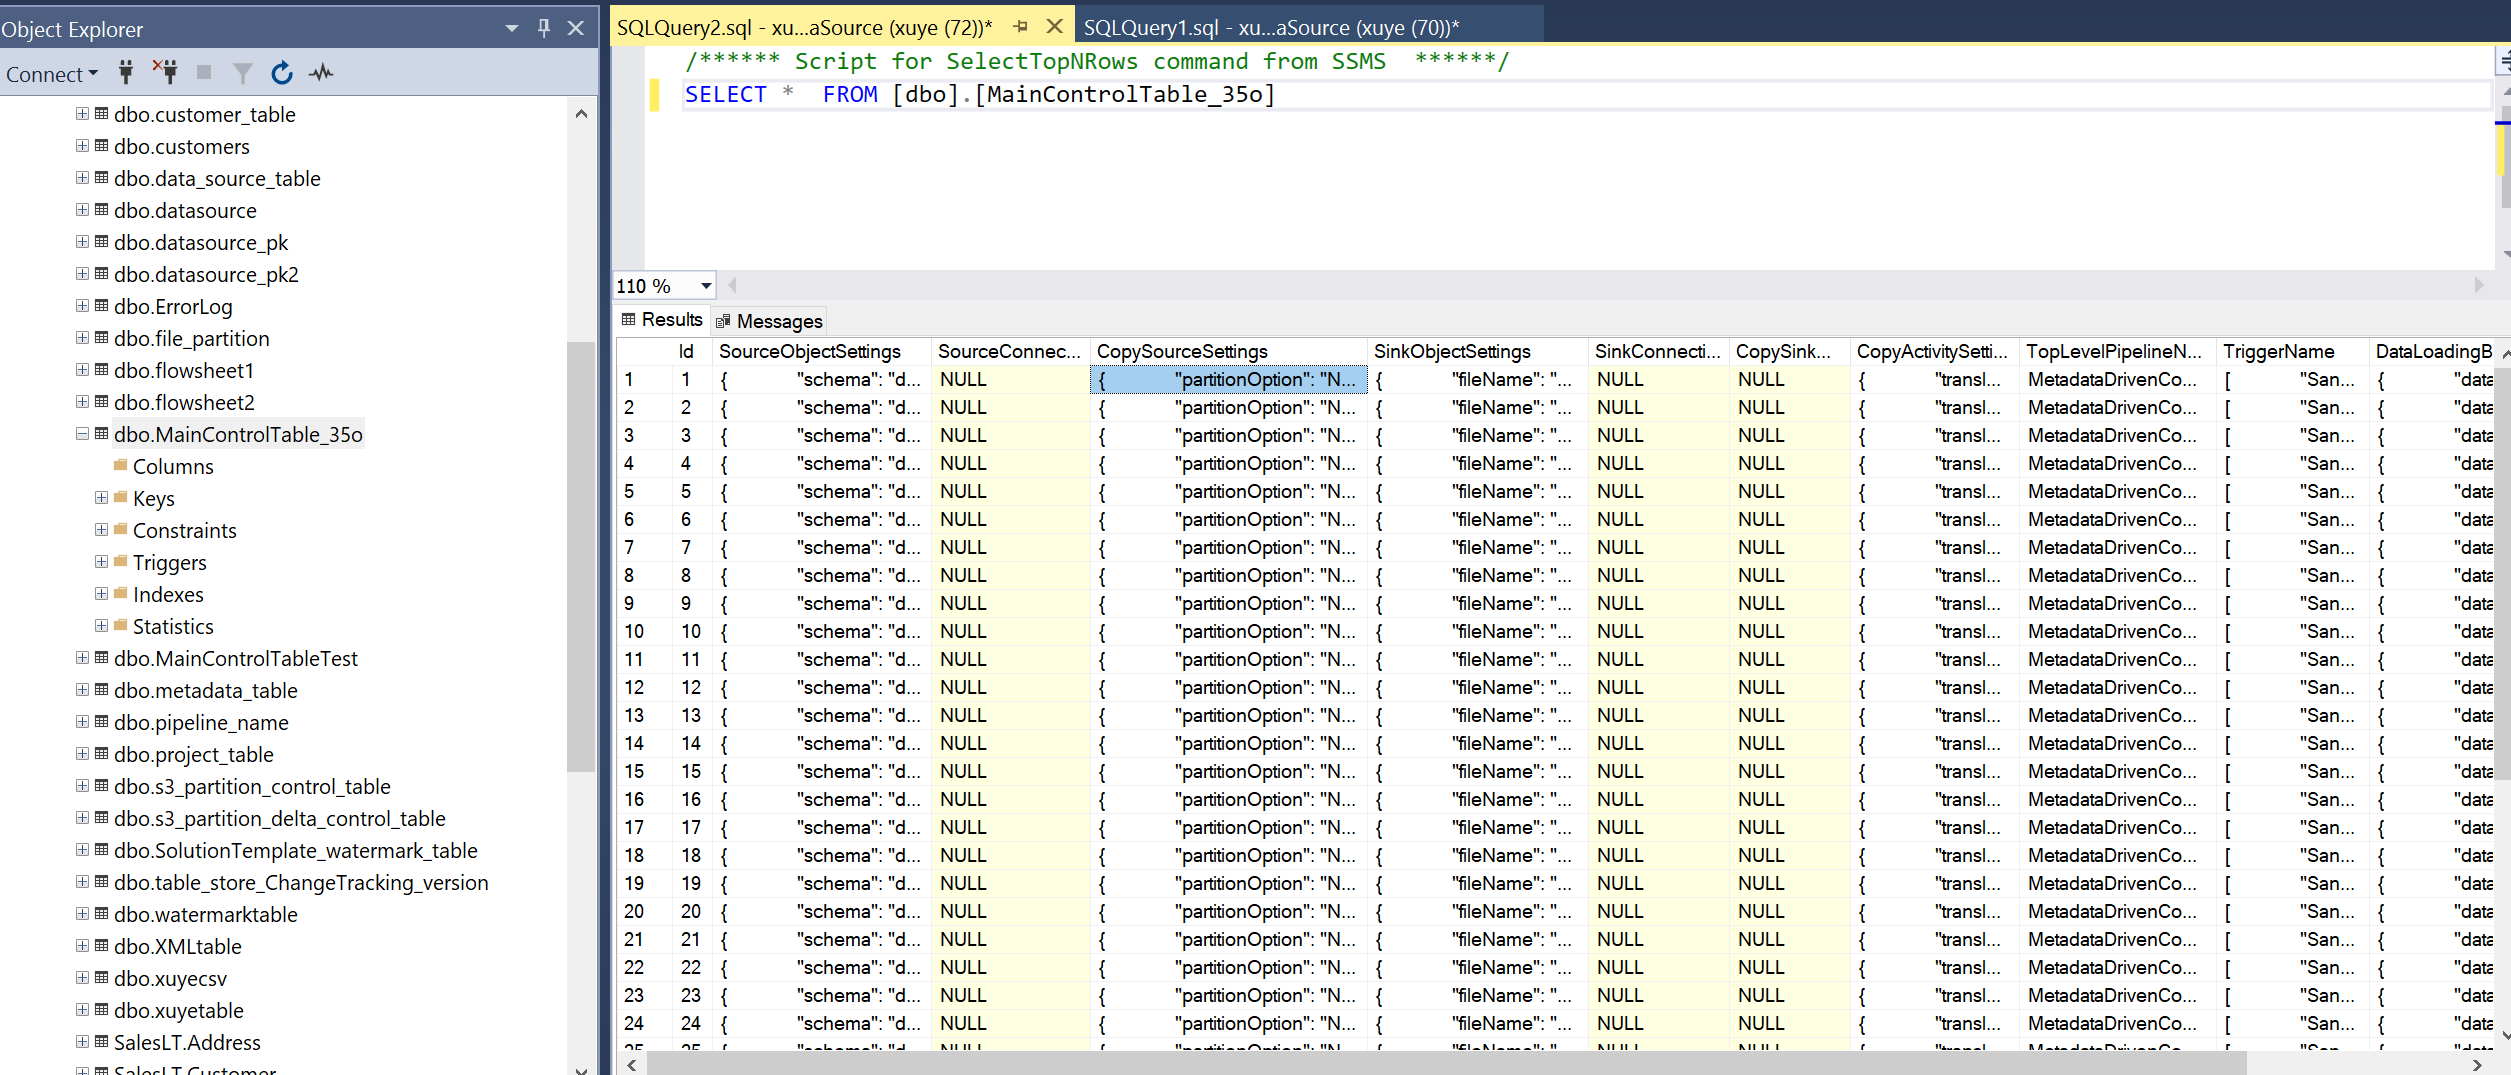 Object Explorer
Connect
dbo.customer_table
dbo.customers
dbo.data_source_table
dbo.datasource
dbo.datasource_pk
dbo.datasource_pk2
dbo.ErrorLog
dbo.file_partition
dbo.flowsheet1
dbo.flowsheet2
dbo.MainControlTable_35o
Columns
Keys
Constraints
Triggers
Indexes
Statistics
dbo.MainControlTableTest
dbo.metadata_table
dbo.pipeline_name
dbo.project_table
dbo.s3_partition_control_table
dbo.s3_partition_delta_control_table
dbo.SolutionTemplate_watermark_table
dbo.table_store_ChangeTracking_version
dbo.watermarktable
dbo.XMLtable
dbo.xuyecsv
dbo.xuyetable
SalesLT.Address
SalesLT.Customer
SQLQuery2.sql - xu...aSource (xuye (72))* SQLQuery1.sql - xu...aSource (xuye (70))*
/****** Script for SelectTopNRows command from SSMS ******/
SELECT * FROM [dbo].[MainControlTable_35o]
110 %
Results Messages
Id SourceObjectSettings SourceConnec... CopySourceSettings SinkObjectSettings SinkConnecti... CopySink... CopyActivitySetti... TopLevelPipelineN... TriggerName DataLoadingB
1 1 { "schema": "d... NULL { "partitionOption": "N... { "fileName": "... NULL NULL { "transl... MetadataDrivenCo... [ "San... { "data
2 2 { "schema": "d... NULL { "partitionOption": "N... { "fileName": "... NULL NULL { "transl... MetadataDrivenCo... [ "San... { "data
3 3 { "schema": "d... NULL { "partitionOption": "N... { "fileName": "... NULL NULL { "transl... MetadataDrivenCo... [ "San... { "data
4 4 { "schema": "d... NULL { "partitionOption": "N... { "fileName": "... NULL NULL { "transl... MetadataDrivenCo... [ "San... { "data
5 5 { "schema": "d... NULL { "partitionOption": "N... { "fileName": "... NULL NULL { "transl... MetadataDrivenCo... [ "San... { "data
6 6 { "schema": "d... NULL { "partitionOption": "N... { "fileName": "... NULL NULL { "transl... MetadataDrivenCo... [ "San... { "data
7 7 { "schema": "d... NULL { "partitionOption": "N... { "fileName": "... NULL NULL { "transl... MetadataDrivenCo... [ "San... { "data
8 8 { "schema": "d... NULL { "partitionOption": "N... { "fileName": "... NULL NULL { "transl... MetadataDrivenCo... [ "San... { "data
9 9 { "schema": "d... NULL { "partitionOption": "N... { "fileName": "... NULL NULL { "transl... MetadataDrivenCo... [ "San... { "data
10 10 { "schema": "d... NULL { "partitionOption": "N... { "fileName": "... NULL NULL { "transl... MetadataDrivenCo... [ "San... { "data
11 11 { "schema": "d... NULL { "partitionOption": "N... { "fileName": "... NULL NULL { "transl... MetadataDrivenCo... [ "San... { "data
12 12 { "schema": "d... NULL { "partitionOption": "N... { "fileName": "... NULL NULL { "transl... MetadataDrivenCo... [ "San... { "data
13 13 { "schema": "d... NULL { "partitionOption": "N... { "fileName": "... NULL NULL { "transl... MetadataDrivenCo... [ "San... { "data
14 14 { "schema": "d... NULL { "partitionOption": "N... { "fileName": "... NULL NULL { "transl... MetadataDrivenCo... [ "San... { "data
15 15 { "schema": "d... NULL { "partitionOption": "N... { "fileName": "... NULL NULL { "transl... MetadataDrivenCo... [ "San... { "data
16 16 { "schema": "d... NULL { "partitionOption": "N... { "fileName": "... NULL NULL { "transl... MetadataDrivenCo... [ "San... { "data
17 17 { "schema": "d... NULL { "partitionOption": "N... { "fileName": "... NULL NULL { "transl... MetadataDrivenCo... [ "San... { "data
18 18 { "schema": "d... NULL { "partitionOption": "N... { "fileName": "... NULL NULL { "transl... MetadataDrivenCo... [ "San... { "data
19 19 { "schema": "d... NULL { "partitionOption": "N... { "fileName": "... NULL NULL { "transl... MetadataDrivenCo... [ "San... { "data
20 20 { "schema": "d... NULL { "partitionOption": "N... { "fileName": "... NULL NULL { "transl... MetadataDrivenCo... [ "San... { "data
21 21 { "schema": "d... NULL { "partitionOption": "N... { "fileName": "... NULL NULL { "transl... MetadataDrivenCo... [ "San... { "data
22 22 { "schema": "d... NULL { "partitionOption": "N... { "fileName": "... NULL NULL { "transl... MetadataDrivenCo... [ "San... { "data
23 23 { "schema": "d... NULL { "partitionOption": "N... { "fileName": "... NULL NULL { "transl... MetadataDrivenCo... [ "San... { "data
24 24 { "schema": "d... NULL { "partitionOption": "N... { "fileName": "... NULL NULL { "transl... MetadataDrivenCo... [ "San... { "data
25 25 { "schema": "d... NULL { "partitionOption": "N... { "fileName": "... NULL NULL { "transl... MetadataDrivenCo... [ "San... { "data